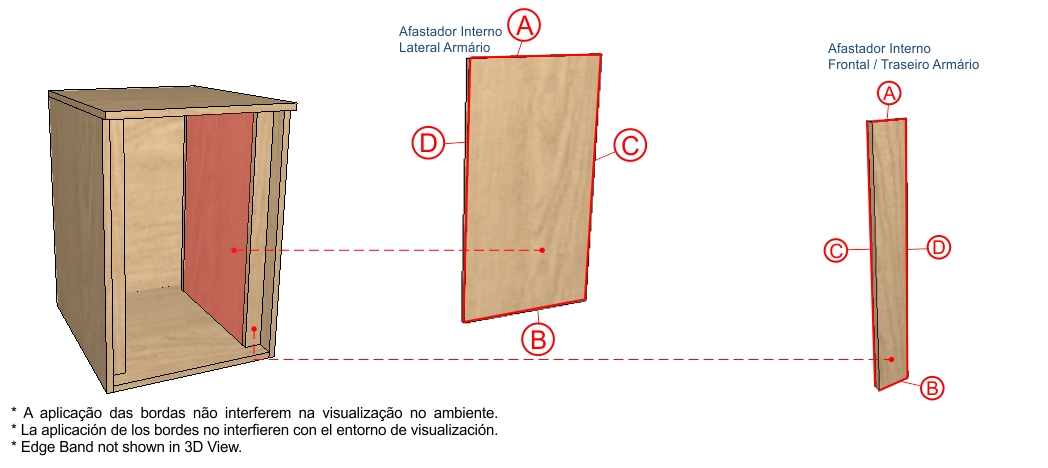 Afastador Interno
Lateral Armário
A
D
C
B
Afastador Interno
Frontal / Traseiro Armário
A
C
D
B
* A aplicação das bordas não interferem na visualização no ambiente.
* La aplicación de los bordes no interfieren con el entorno de visualización.
* Edge Band not shown in 3D View.